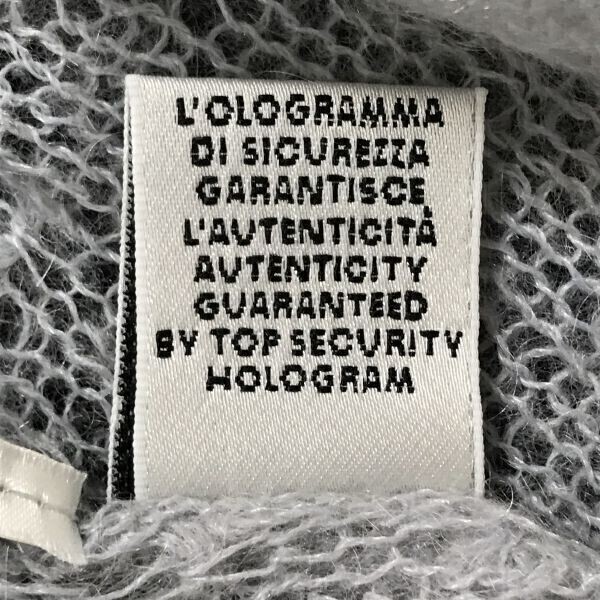 L'OLOGRAMMA
DI SICUREZZA
GARANTISCE
L'AUTENTICITÀ
AUTENTICITY
GUARANTEED
BY TOP SECURITY
HOLOGRAM